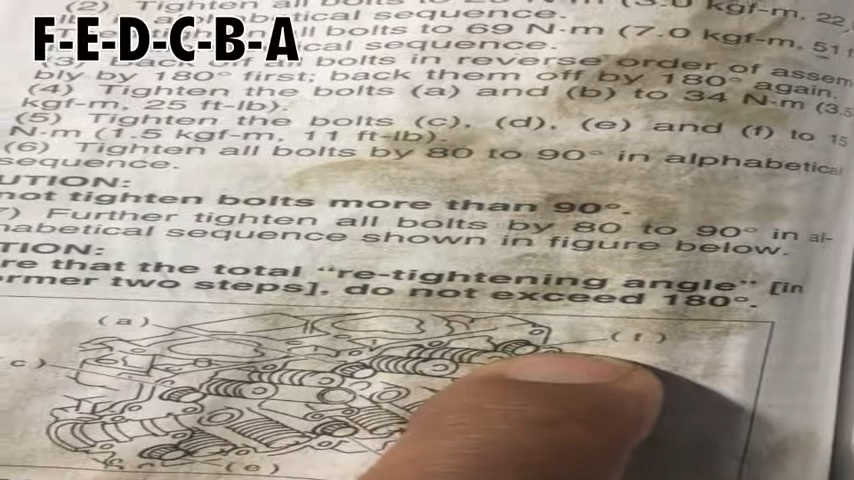 F-E-D-C-B-A
(2) Tighten all bolts to
alphabetical sequence.
all bolts to 69 N·m (7.0 kgf-m, 51
cal sequence.
bolts in reverse order of assem
bly by 180° first; back them off by 180° again.
(4) Tighten the bolts (a) and (b) to 34 N·m (3.5
kgf-m, 25 ft-lb).
(5) Tighten the bolts (c), (d), (e) and (f) to 15
N·m (1.5 kgf-m, 11 ft-lb).
(6) Tighten all bolts by 80 to 90° in alphabetical
sequence.
UTION:
not tighten bolts more than 90°.
7) Further tighten all bolts by 80 to 90° in al-
habetical sequence shown in figure below.
TION:
re that the total "re-tightening angle" [in
ormer two steps], do not exceed 180°.
(a)
(f)
c)
(e)